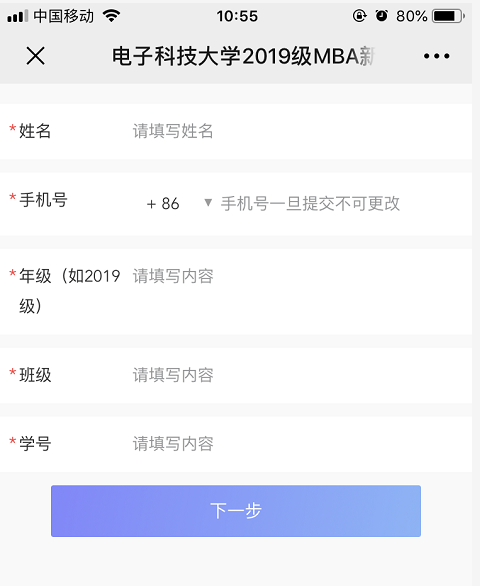 中国移动 10:55 80%
电子科技大学2019级MBA新
*姓名 请填写姓名
*手机号 + 86 ▼ 手机号一旦提交不可更改
*年级（如2019 请填写内容
级）
*班级 请填写内容
*学号 请填写内容
下一步